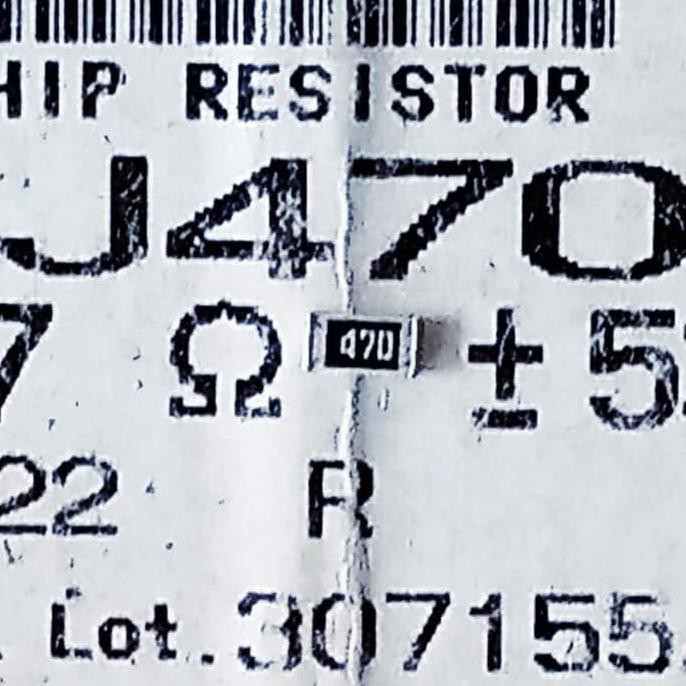 HIP RESISTOR
J470
7 Ω 470 ± 5
22 R
Lot.307155